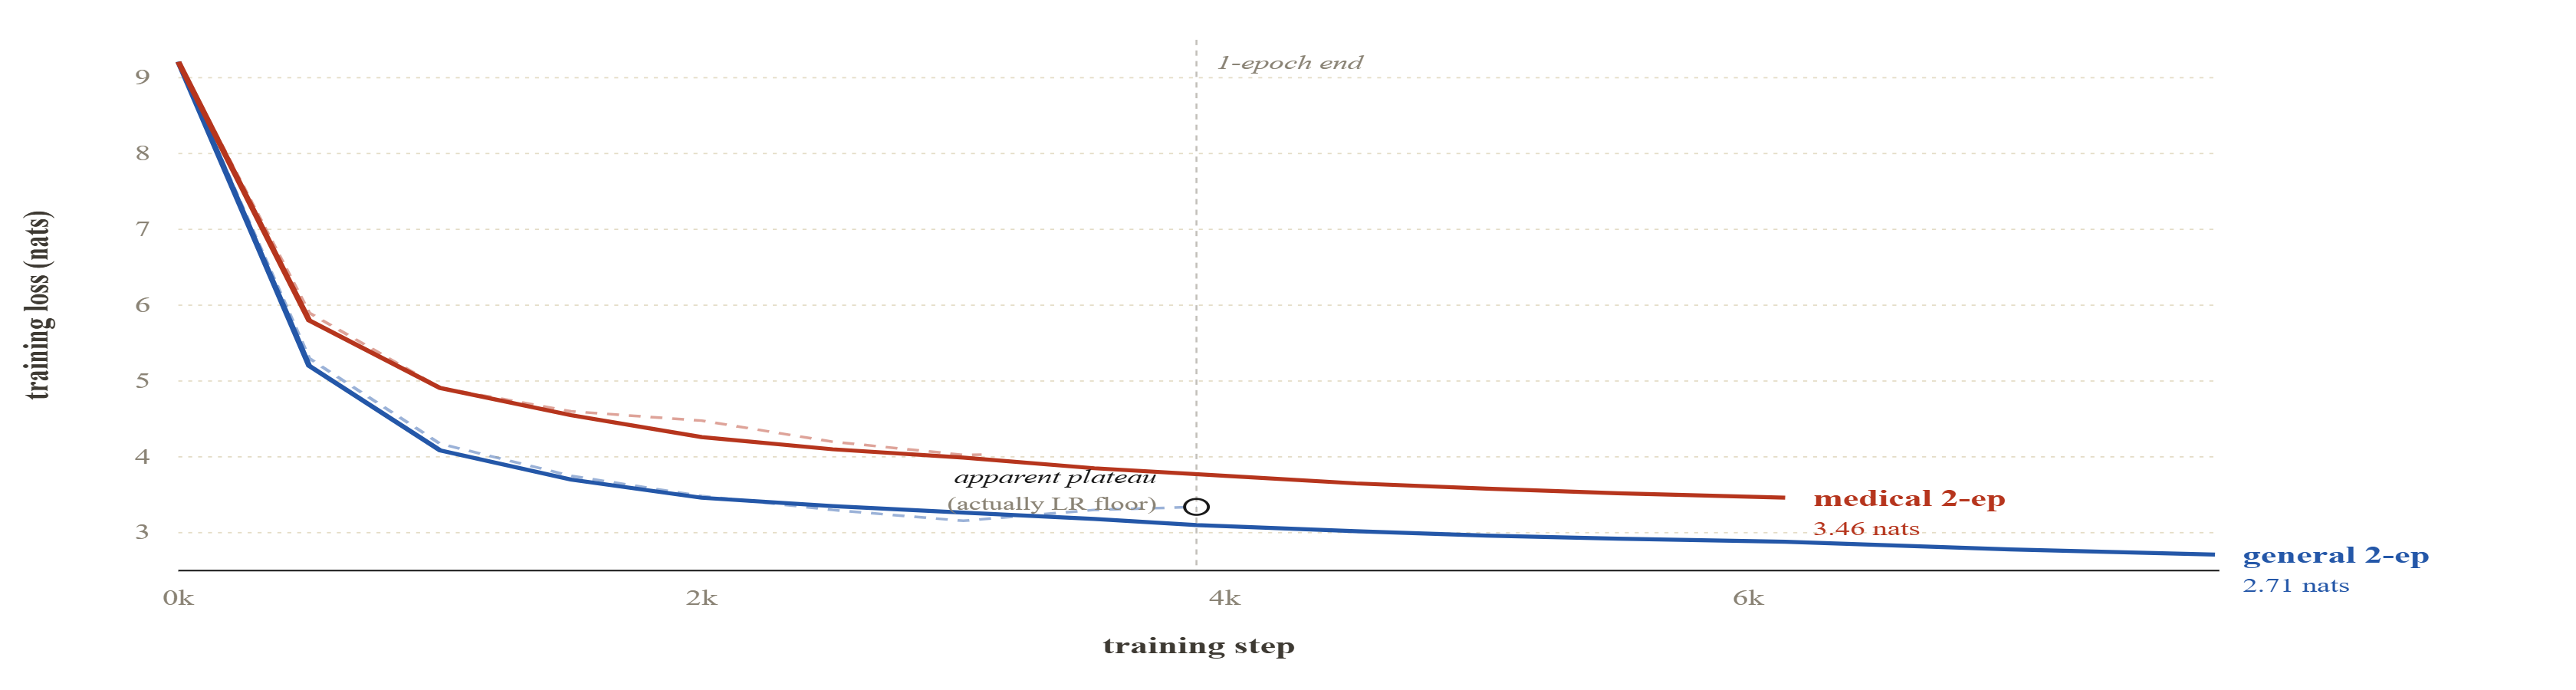 1-epoch end
9
8
7
6
5
4
3
training loss (nats)
apparent plateau
(actually LR floor)
medical 2-ep
3.46 nats
general 2-ep
2.71 nats
0k
2k
4k
6k
training step